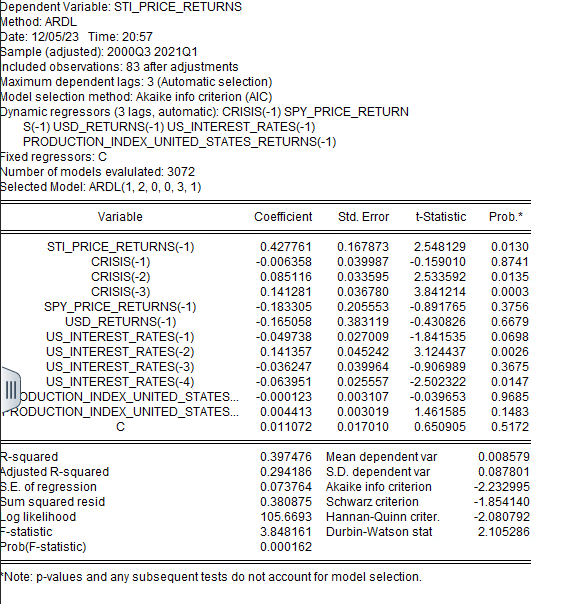 Dependent Variable: STI_PRICE_RETURNS
Method: ARDL
Date: 12/05/23 Time: 20:57
Sample (adjusted): 2000Q3 2021Q1
ncluded observations: 83 after adjustments
Maximum dependent lags: 3 (Automatic selection)
Model selection method: Akaike info criterion (AIC)
Dynamic regressors (3 lags, automatic): CRISIS(-1) SPY_PRICE_RETURN
S(-1) USD_RETURNS(-1) US_INTEREST_RATES(-1)
PRODUCTION_INDEX_UNITED_STATES_RETURNS(-1)
Fixed regressors: C
Number of models evalulated: 3072
Selected Model: ARDL(1, 2, 0, 0, 3, 1)
Variable Coefficient Std. Error t-Statistic Prob.*
STI_PRICE_RETURNS(-1) 0.427761 0.167873 2.548129 0.0130
CRISIS(-1) -0.006358 0.039987 -0.159010 0.8741
CRISIS(-2) 0.085116 0.033595 2.533592 0.0135
CRISIS(-3) 0.141281 0.036780 3.841214 0.0003
SPY_PRICE_RETURNS(-1) -0.183305 0.205553 -0.891765 0.3756
USD_RETURNS(-1) -0.165058 0.383119 -0.430826 0.6679
US_INTEREST_RATES(-1) -0.049738 0.027009 -1.841535 0.0698
US_INTEREST_RATES(-2) 0.141357 0.045242 3.124437 0.0026
US_INTEREST_RATES(-3) -0.036247 0.039964 -0.906989 0.3675
US_INTEREST_RATES(-4) -0.063951 0.025557 -2.502322 0.0147
ODUCTION_INDEX_UNITED_STATES... -0.000123 0.003107 -0.039653 0.9685
PRODUCTION_INDEX_UNITED_STATES... 0.004413 0.003019 1.461585 0.1483
C 0.011072 0.017010 0.650905 0.5172
R-squared 0.397476 Mean dependent var 0.008579
Adjusted R-squared 0.294186 S.D. dependent var 0.087801
S.E. of regression 0.073764 Akaike info criterion -2.232995
Sum squared resid 0.380875 Schwarz criterion -1.854140
Log likelihood 105.6693 Hannan-Quinn criter. -2.080792
F-statistic 3.848161 Durbin-Watson stat 2.105286
Prob(F-statistic) 0.000162
*Note: p-values and any subsequent tests do not account for model selection.